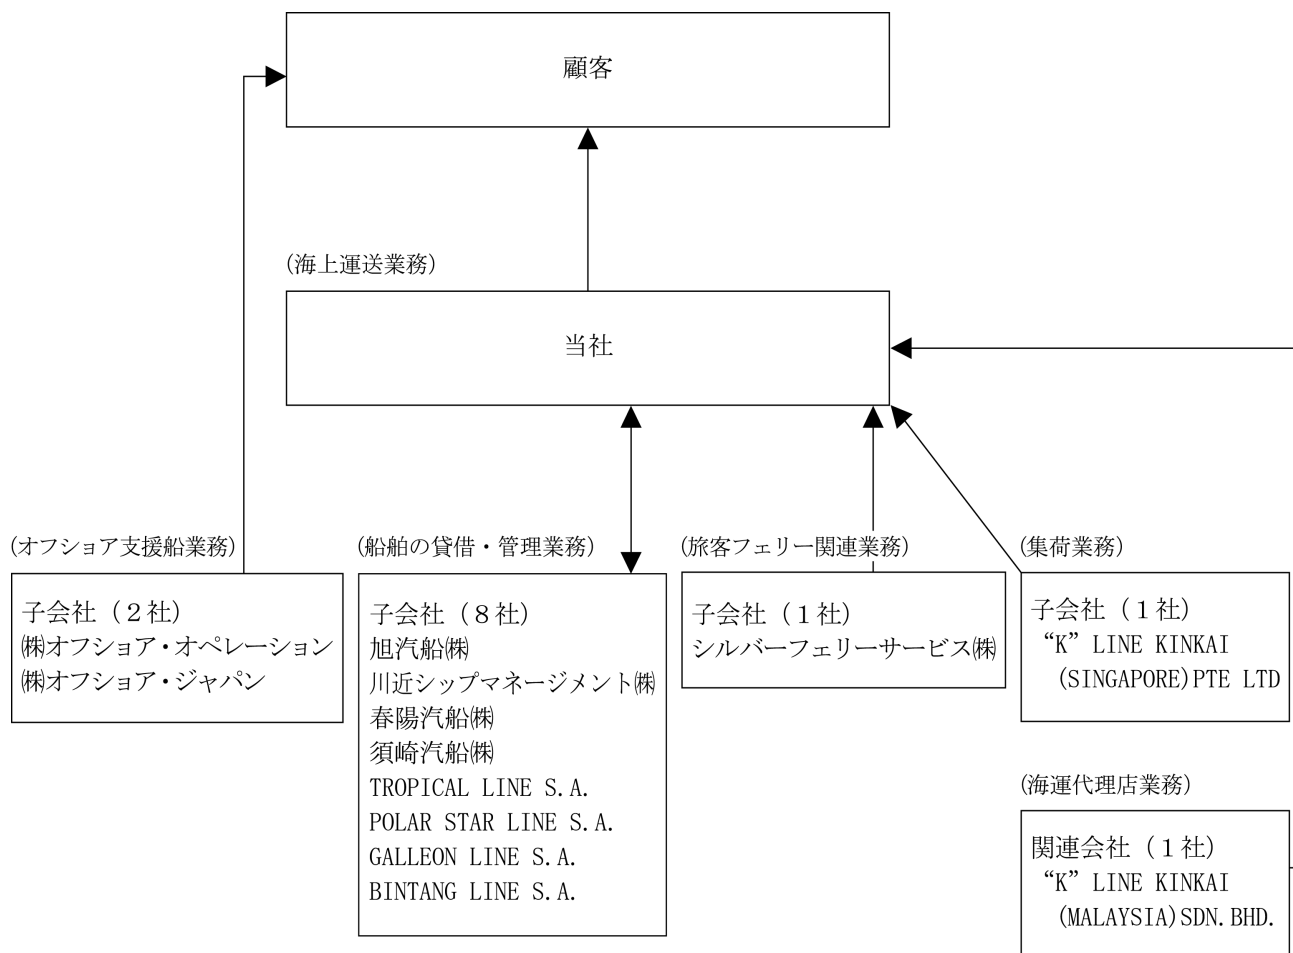 顧客
(海上運送業務)
当社
(オフショア支援船業務)
子会社(2社)
㈱オフショア・オペレーション
㈱オフショア・ジャパン
(船舶の貸借・管理業務)
子会社(8社)
旭汽船㈱
川近シップマネージメント㈱
春陽汽船㈱
須崎汽船㈱
TROPICAL LINE S.A.
POLAR STAR LINE S.A.
GALLEON LINE S.A.
BINTANG LINE S.A.
(旅客フェリー関連業務)
子会社(1社)
シルバーフェリーサービス㈱
(集荷業務)
子会社(1社)
“K” LINE KINKAI
(SINGAPORE)PTE LTD
(海運代理店業務)
関連会社(1社)
“K” LINE KINKAI
(MALAYSIA)SDN.BHD.